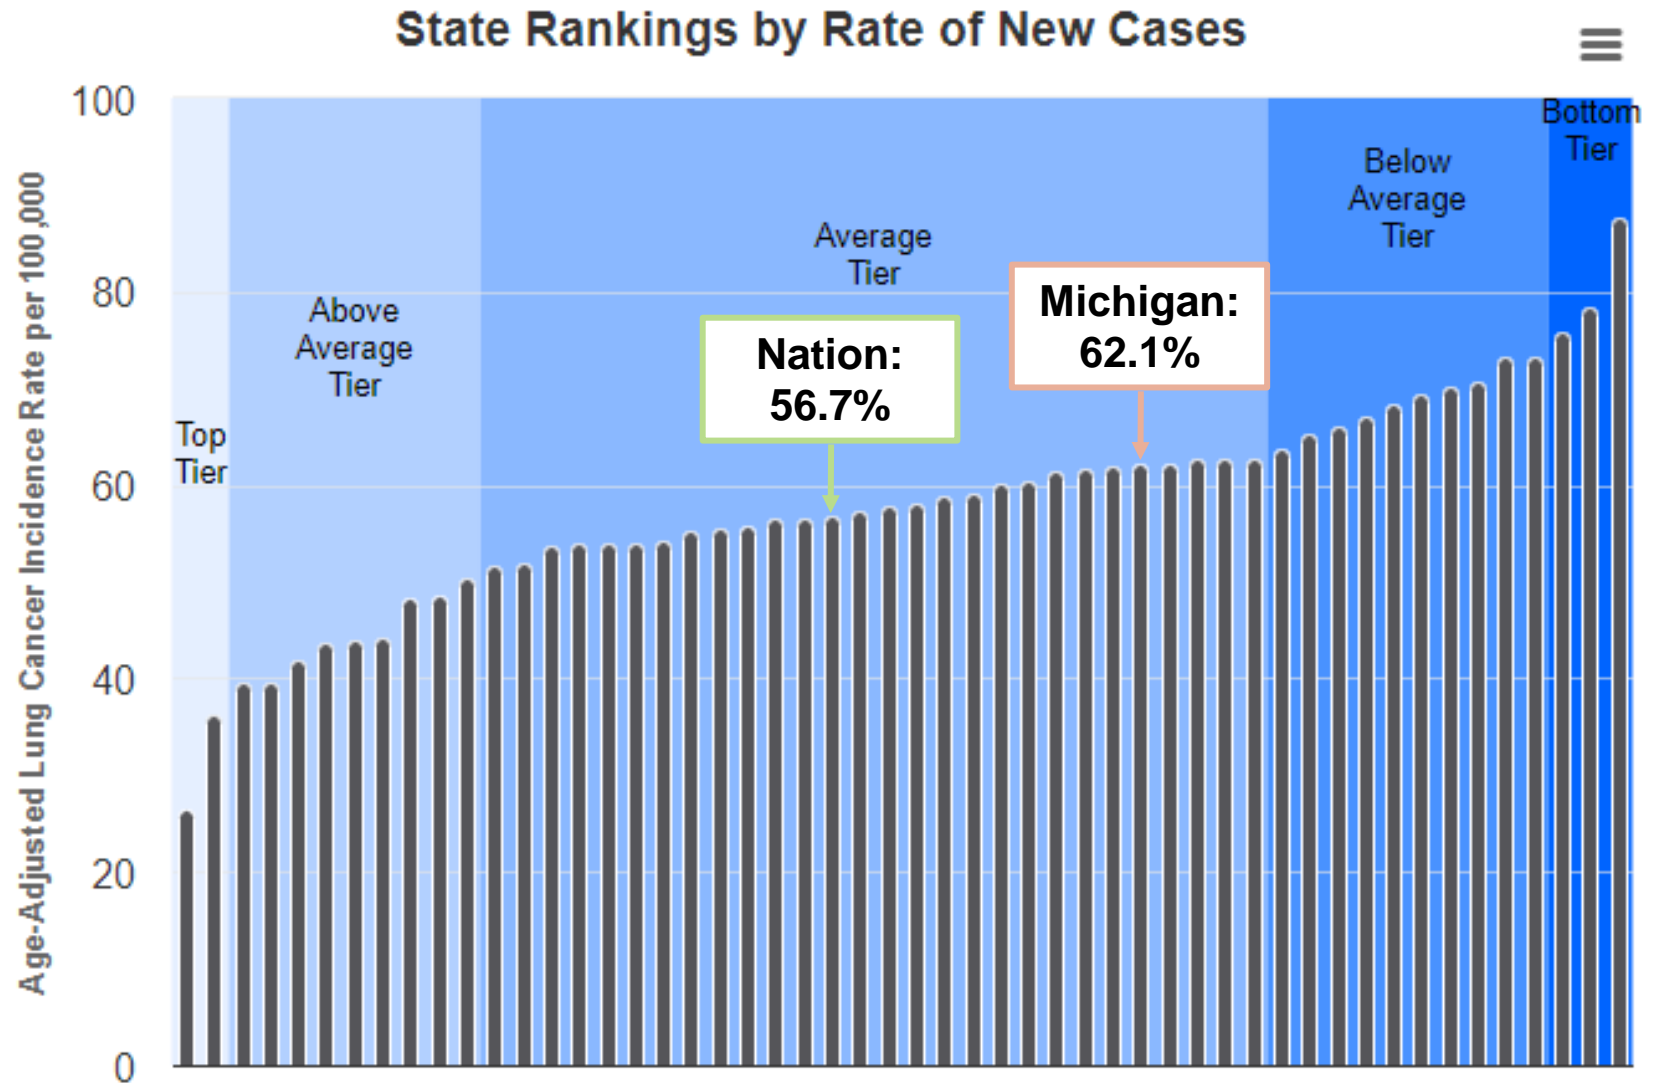 State Rankings by Rate of New Cases
Age-Adjusted Lung Cancer Incidence Rate per 100,000
100
80
60
40
20
0
Top
Tier
Above
Average
Tier
Average
Tier
Nation:
56.7%
Michigan:
62.1%
Below
Average
Tier
Bottom
Tier